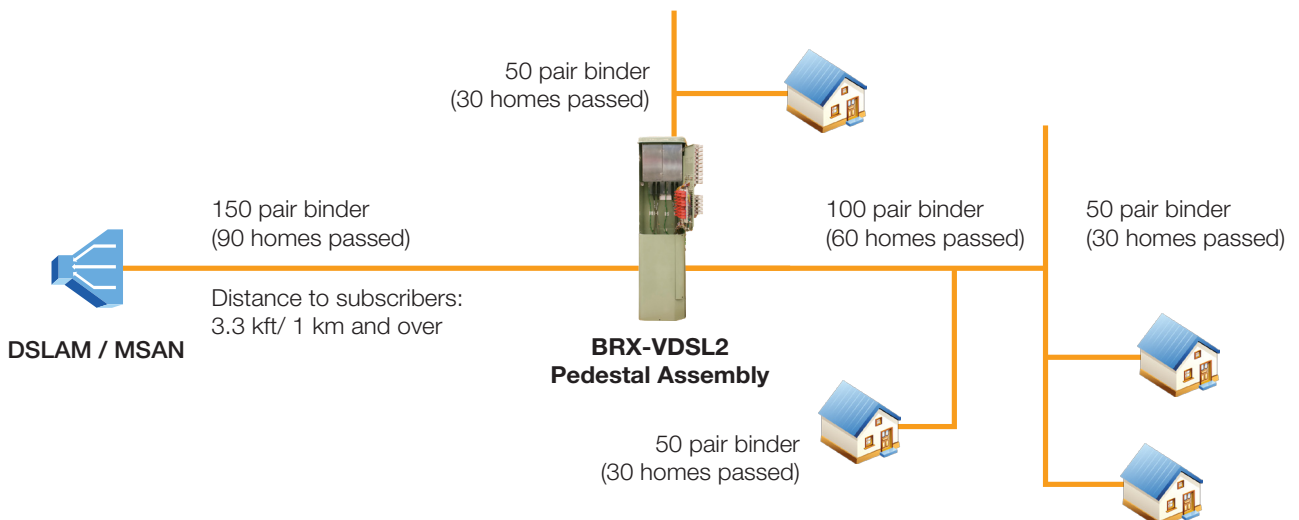 50 pair binder
(30 homes passed)
150 pair binder
(90 homes passed)
100 pair binder
(60 homes passed)
50 pair binder
(30 homes passed)
Distance to subscribers:
3.3 kft/ 1 km and over
DSLAM / MSAN
BRX-VDSL2
Pedestal Assembly
50 pair binder
(30 homes passed)